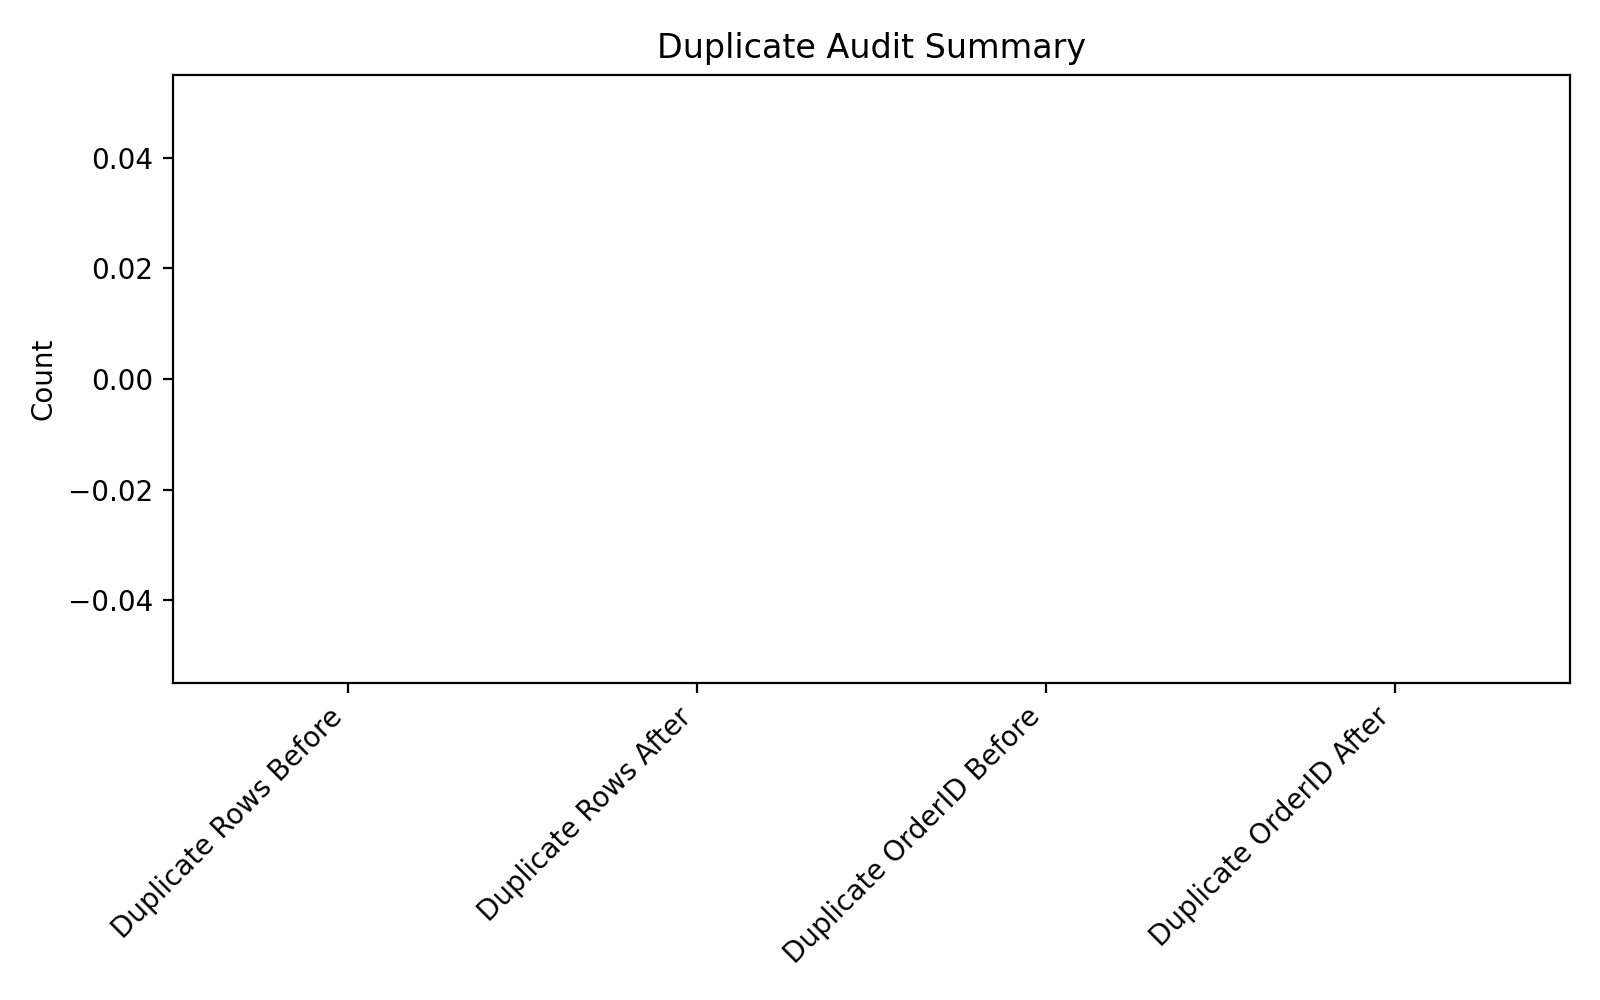 Duplicate Audit Summary
Count
0.04
0.02
0.00
−0.02
−0.04
Duplicate Rows Before
Duplicate Rows After
Duplicate OrderID Before
Duplicate OrderID After